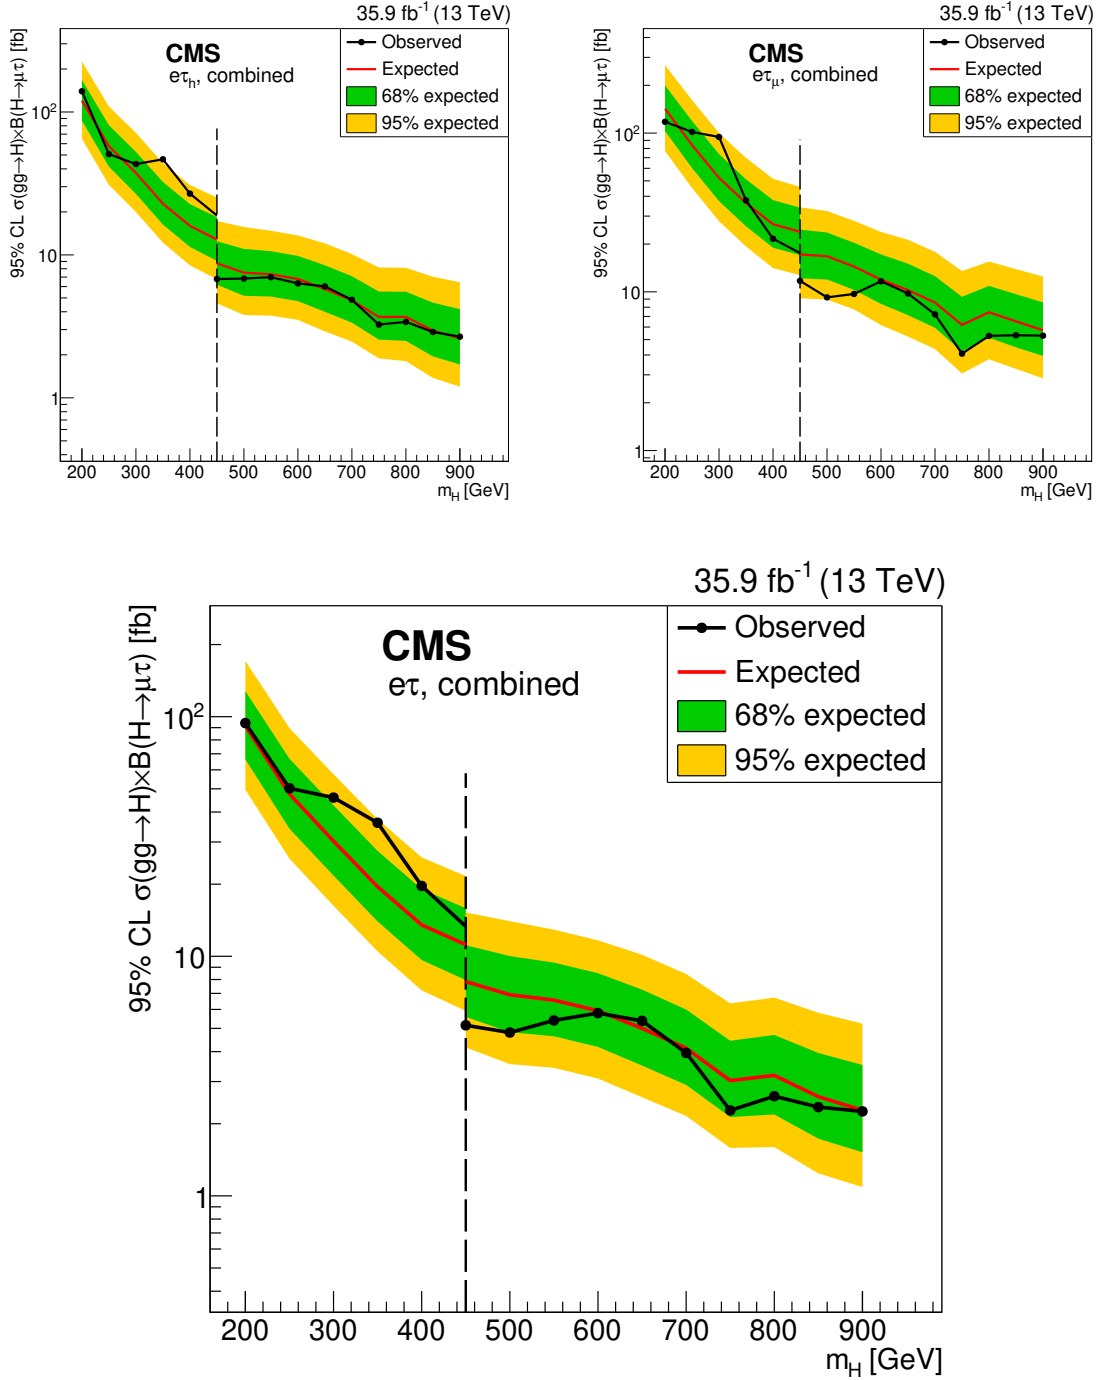 35.9 fb⁻¹ (13 TeV)
CMS
eτₕ, combined
Observed
Expected
68% expected
95% expected
95% CL σ(gg→H)×B(H→μτ) [fb]
10²
10
1
200 300 400 500 600 700 800 900
m_H [GeV]
35.9 fb⁻¹ (13 TeV)
CMS
eτ_μ, combined
Observed
Expected
68% expected
95% expected
95% CL σ(gg→H)×B(H→μτ) [fb]
10²
10
1
200 300 400 500 600 700 800 900
m_H [GeV]
35.9 fb⁻¹ (13 TeV)
CMS
eτ, combined
Observed
Expected
68% expected
95% expected
95% CL σ(gg→H)×B(H→μτ) [fb]
10²
10
1
200 300 400 500 600 700 800 900
m_H [GeV]